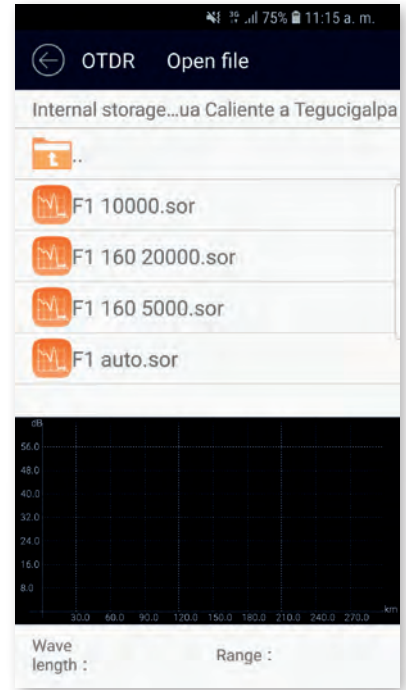 3G 75% 11:15 a. m.
OTDR Open file
Internal storage...ua Caliente a Tegucigalpa
..
F1 10000.sor
F1 160 20000.sor
F1 160 5000.sor
F1 auto.sor
dB
56.0
48.0
40.0
32.0
24.0
16.0
8.0
km
30.0 60.0 90.0 120.0 150.0 180.0 210.0 240.0 270.0
Wave
length :
Range :